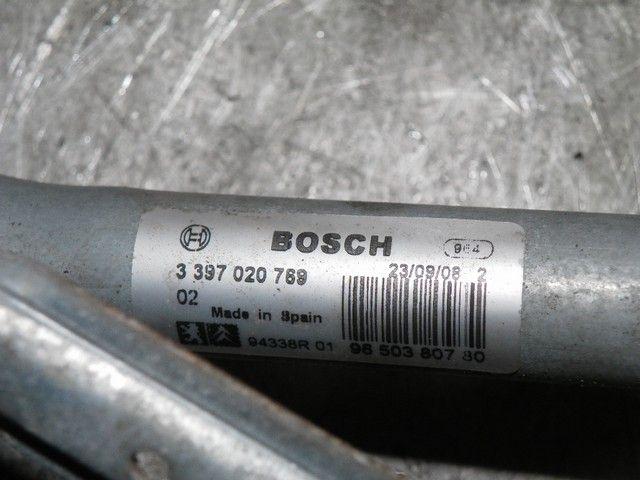 BOSCH 964
3 397 020 769 23/09/08 2
02
Made in Spain
94338R 01 96 503 807 80